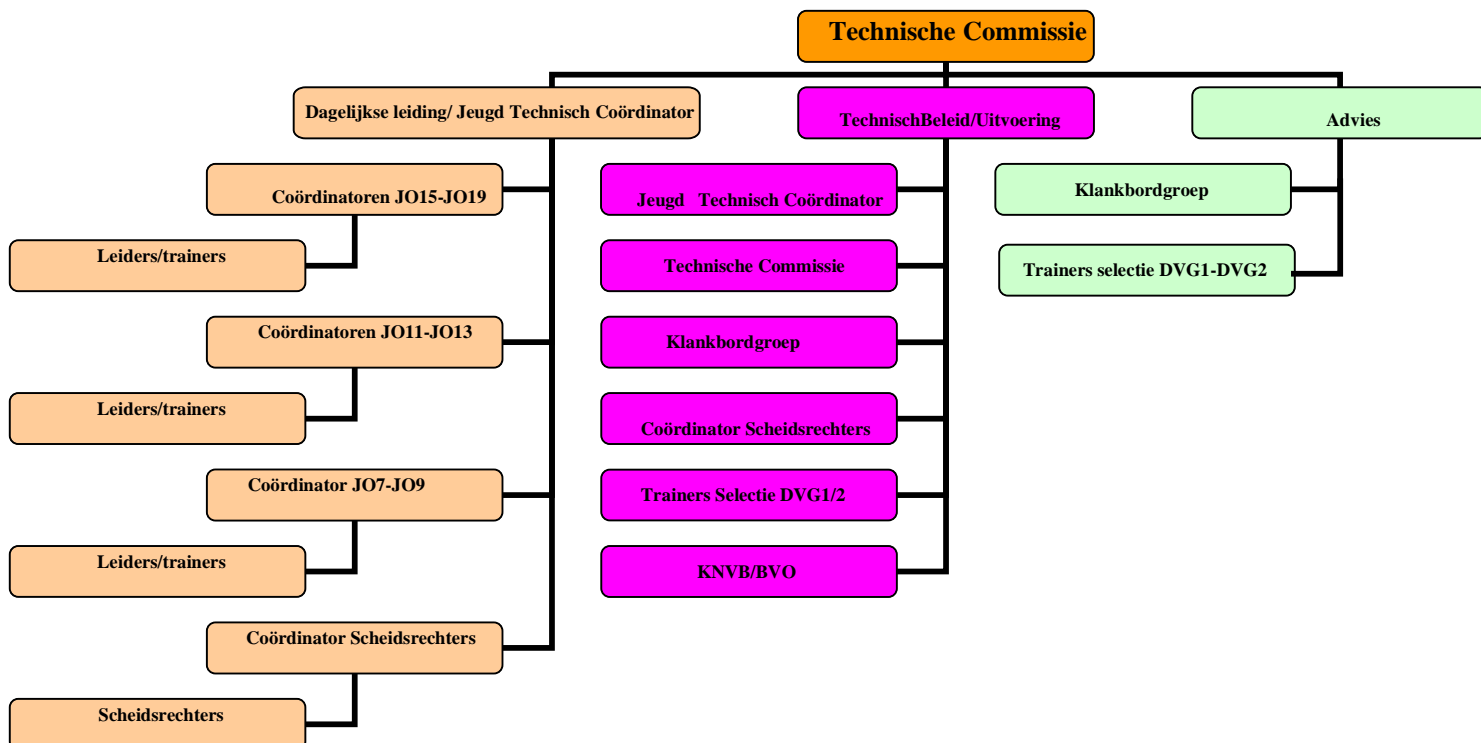 Technische Commissie
Dagelijkse leiding/ Jeugd Technisch Coördinator
TechnischBeleid/Uitvoering
Advies
Coördinatoren JO15-JO19
Leiders/trainers
Coördinatoren JO11-JO13
Leiders/trainers
Coördinator JO7-JO9
Leiders/trainers
Coördinator Scheidsrechters
Scheidsrechters
Jeugd Technisch Coördinator
Technische Commissie
Klankbordgroep
Coördinator Scheidsrechters
Trainers Selectie DVG1/2
KNVB/BVO
Klankbordgroep
Trainers selectie DVG1-DVG2